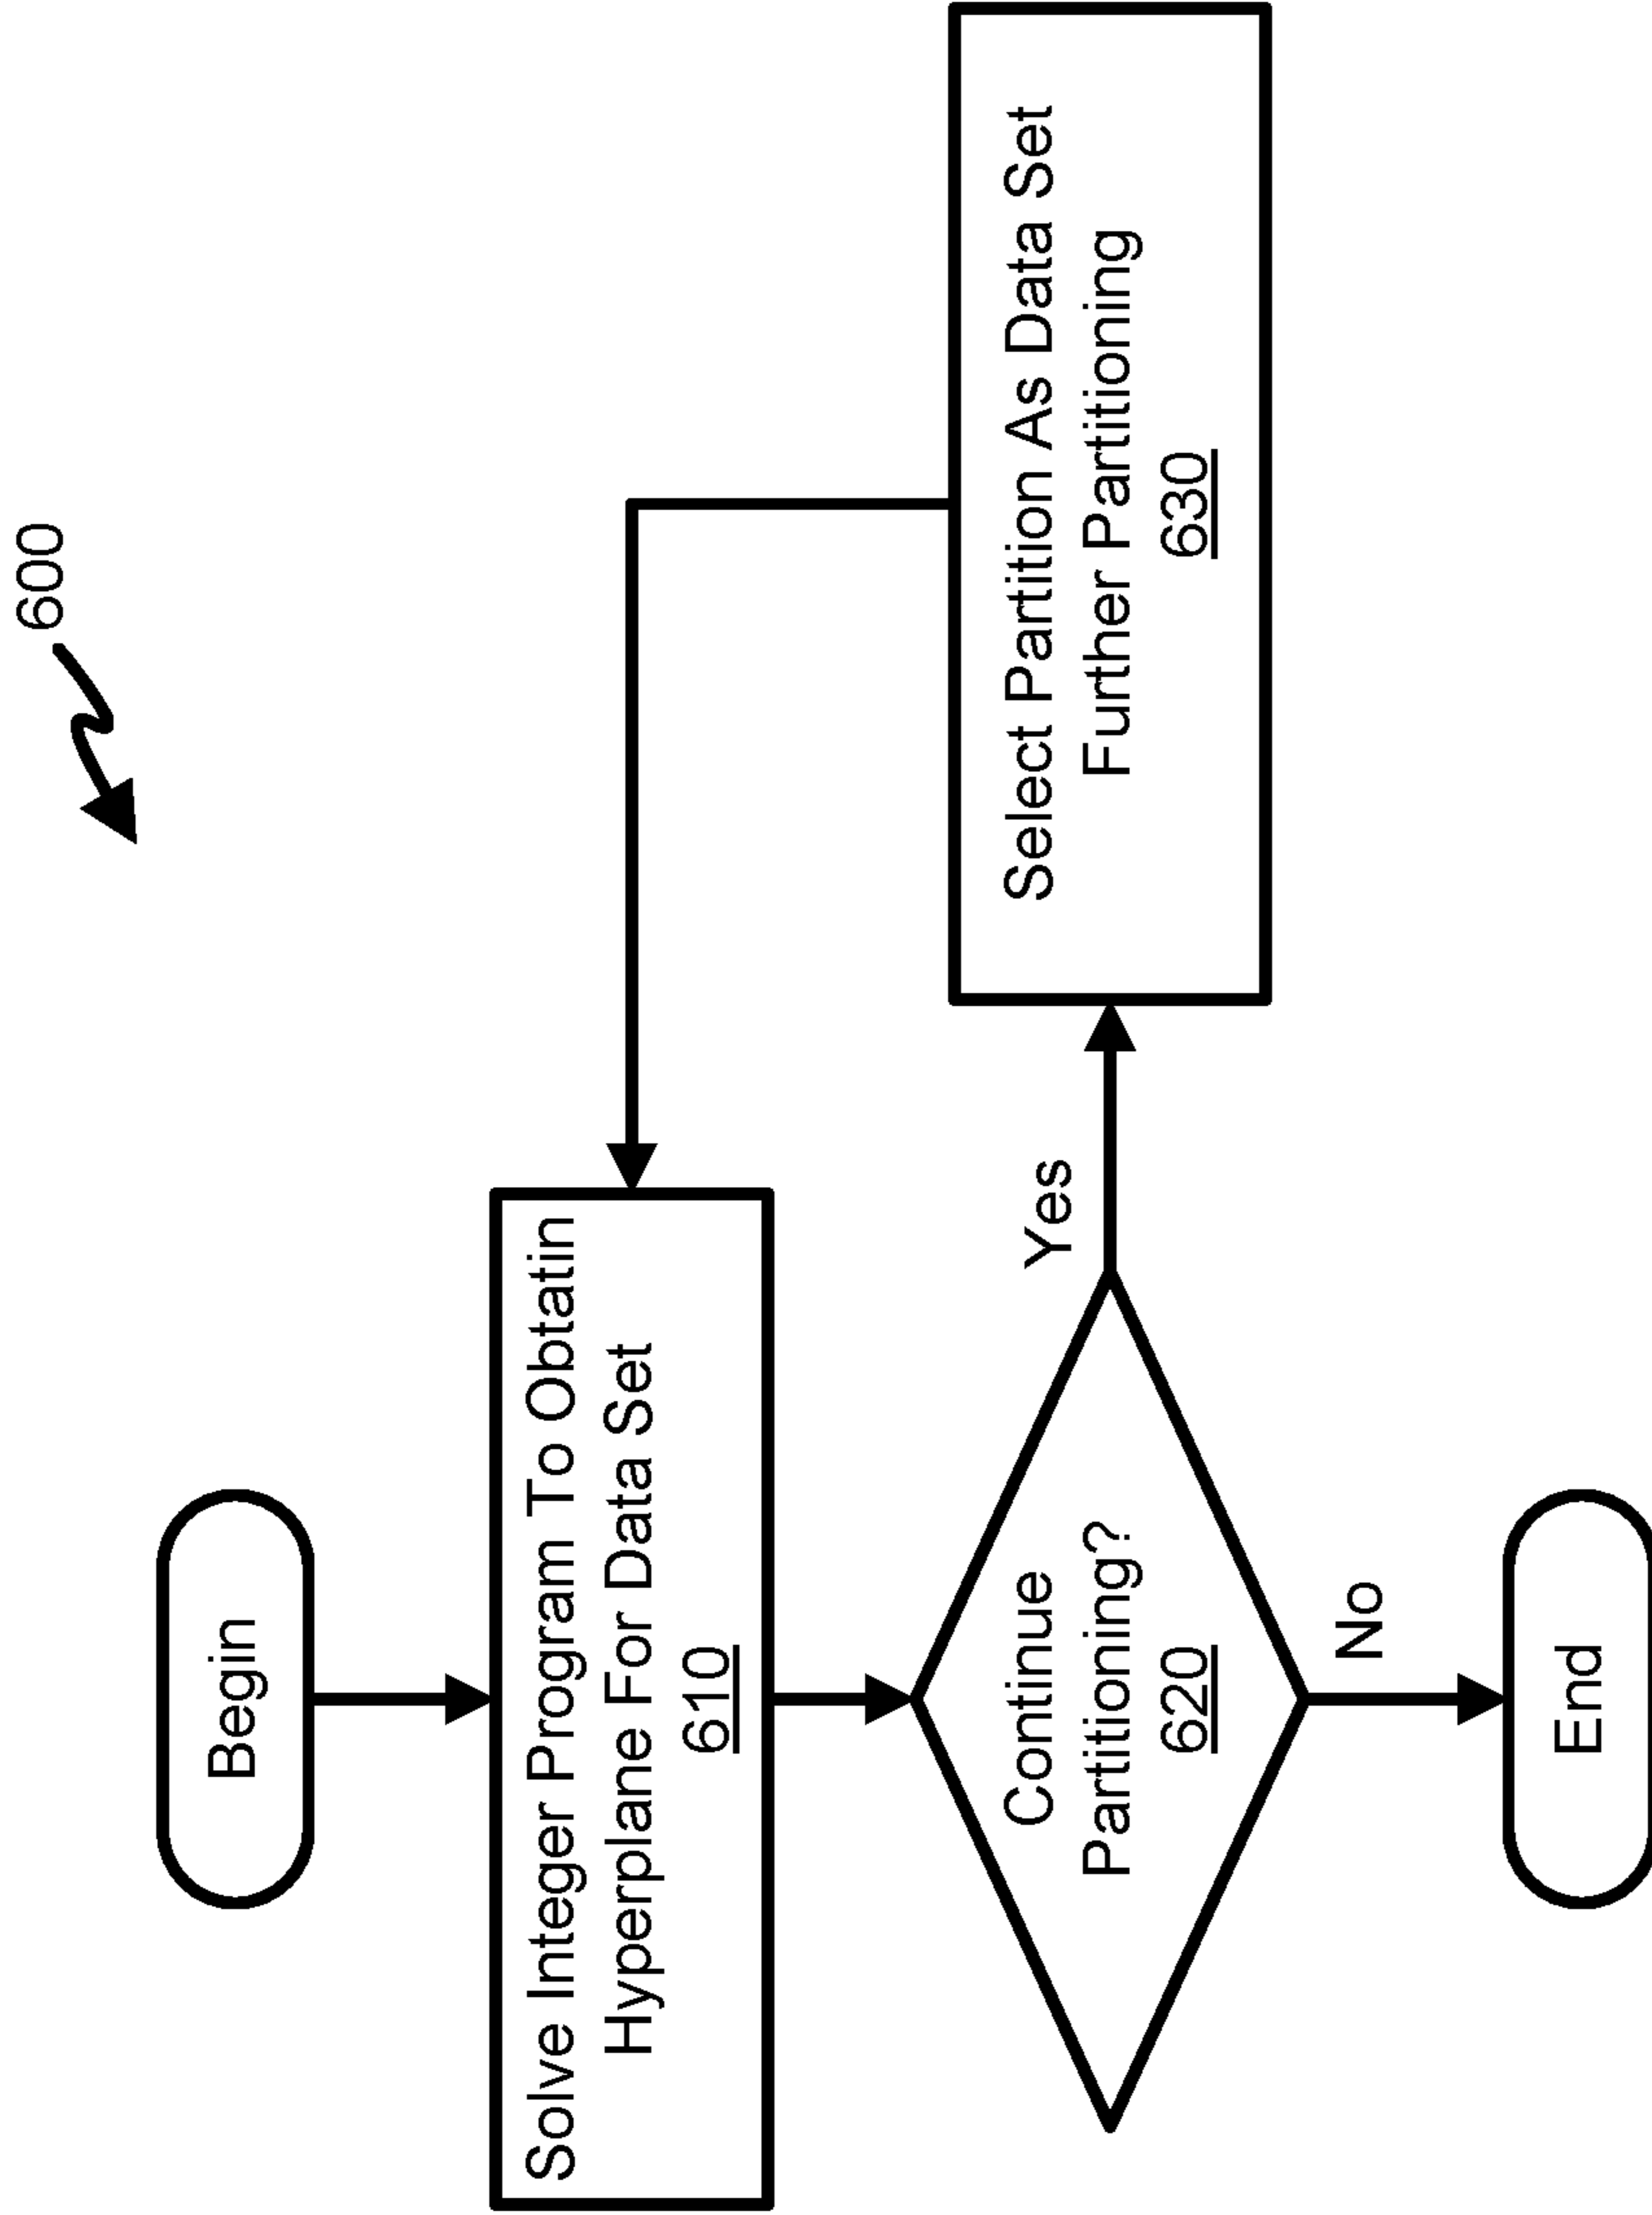 600
Begin
Solve Integer Program To Obtatin
Hyperplane For Data Set
610
Continue
Partitioning?
620
Yes
Select Partition As Data Set
Further Partitioning
630
No
End